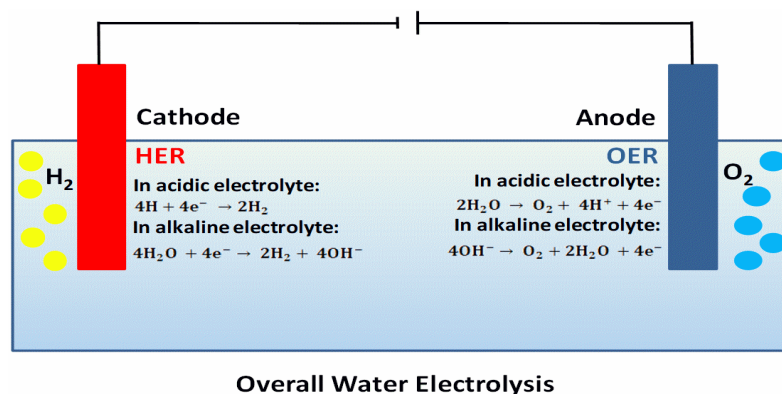 Cathode
HER
H₂
In acidic electrolyte:
4H + 4e⁻ → 2H₂
In alkaline electrolyte:
4H₂O + 4e⁻ → 2H₂ + 4OH⁻
Anode
OER
O₂
In acidic electrolyte:
2H₂O → O₂ + 4H⁺ + 4e⁻
In alkaline electrolyte:
4OH⁻ → O₂ + 2H₂O + 4e⁻
Overall Water Electrolysis